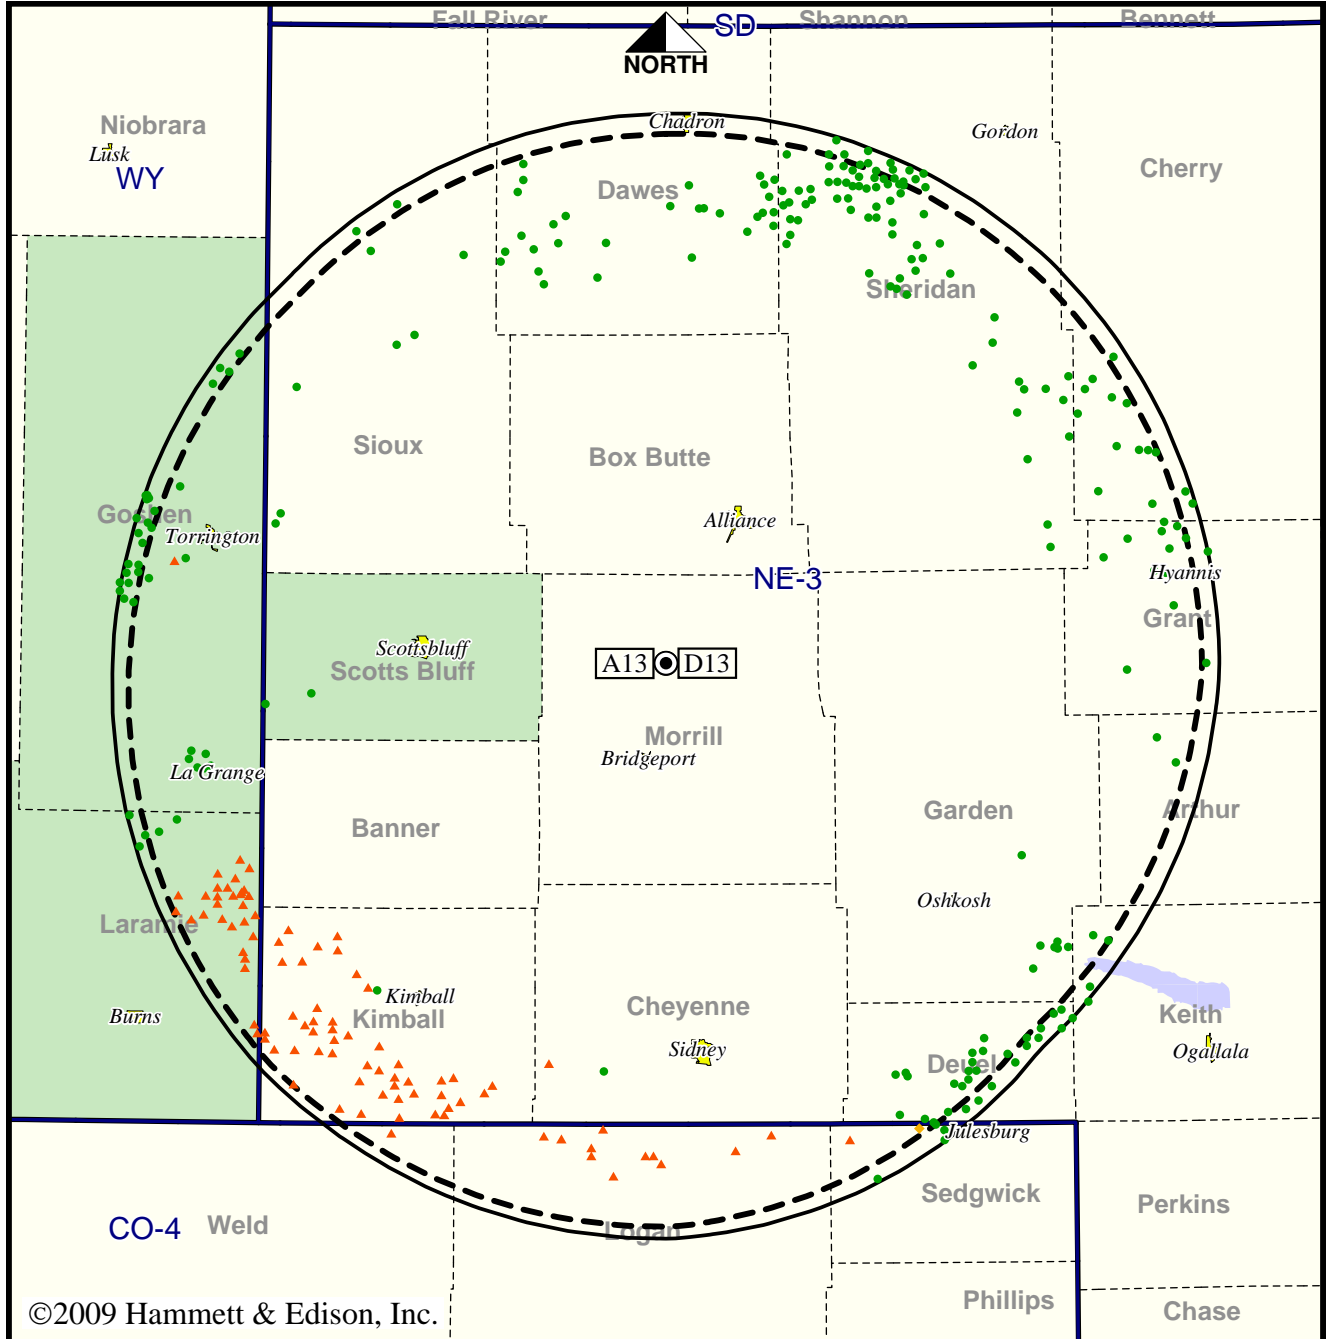 Fall River
SD
Shannon
Bennett
NORTH
Niobrara
Lusk
WY
Chadron
Gordon
Cherry
Dawes
Sheridan
Sioux
Box Butte
Goshen
Torrington
Alliance
NE-3
Hyannis
Grant
Scottsbluff
Scotts Bluff
A13
D13
Morrill
Bridgeport
La Grange
Banner
Garden
Arthur
Oshkosh
Laramie
Kimball
Kimball
Burns
Cheyenne
Sidney
Keith
Ogallala
Deuel
Julesburg
Sedgwick
Perkins
CO-4
Weld
Logan
Phillips
Chase
©2009 Hammett & Edison, Inc.